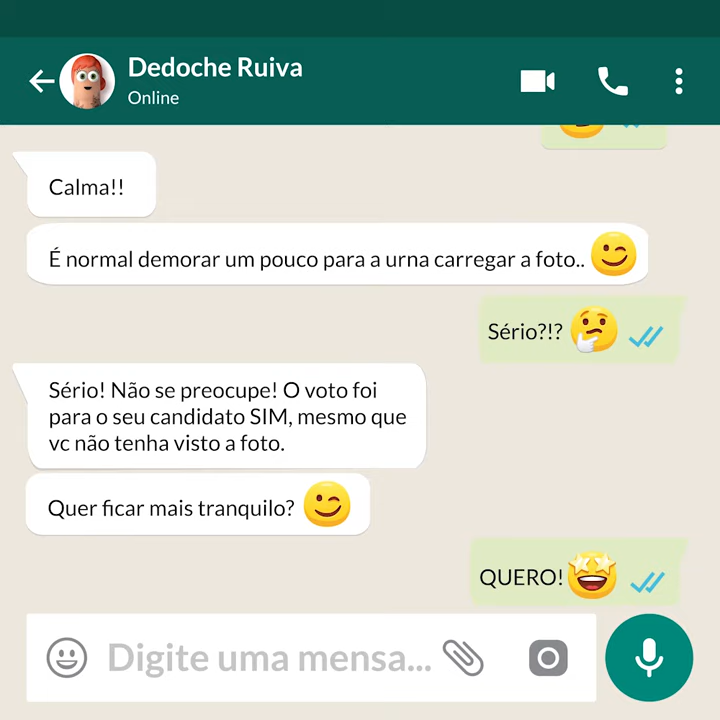 Dedoche Ruiva
Online
Calma!!
É normal demorar um pouco para a urna carregar a foto..
Sério?!?
Sério! Não se preocupe! O voto foi
para o seu candidato SIM, mesmo que
vc não tenha visto a foto.
Quer ficar mais tranquilo?
QUERO!
Digite uma mensa...